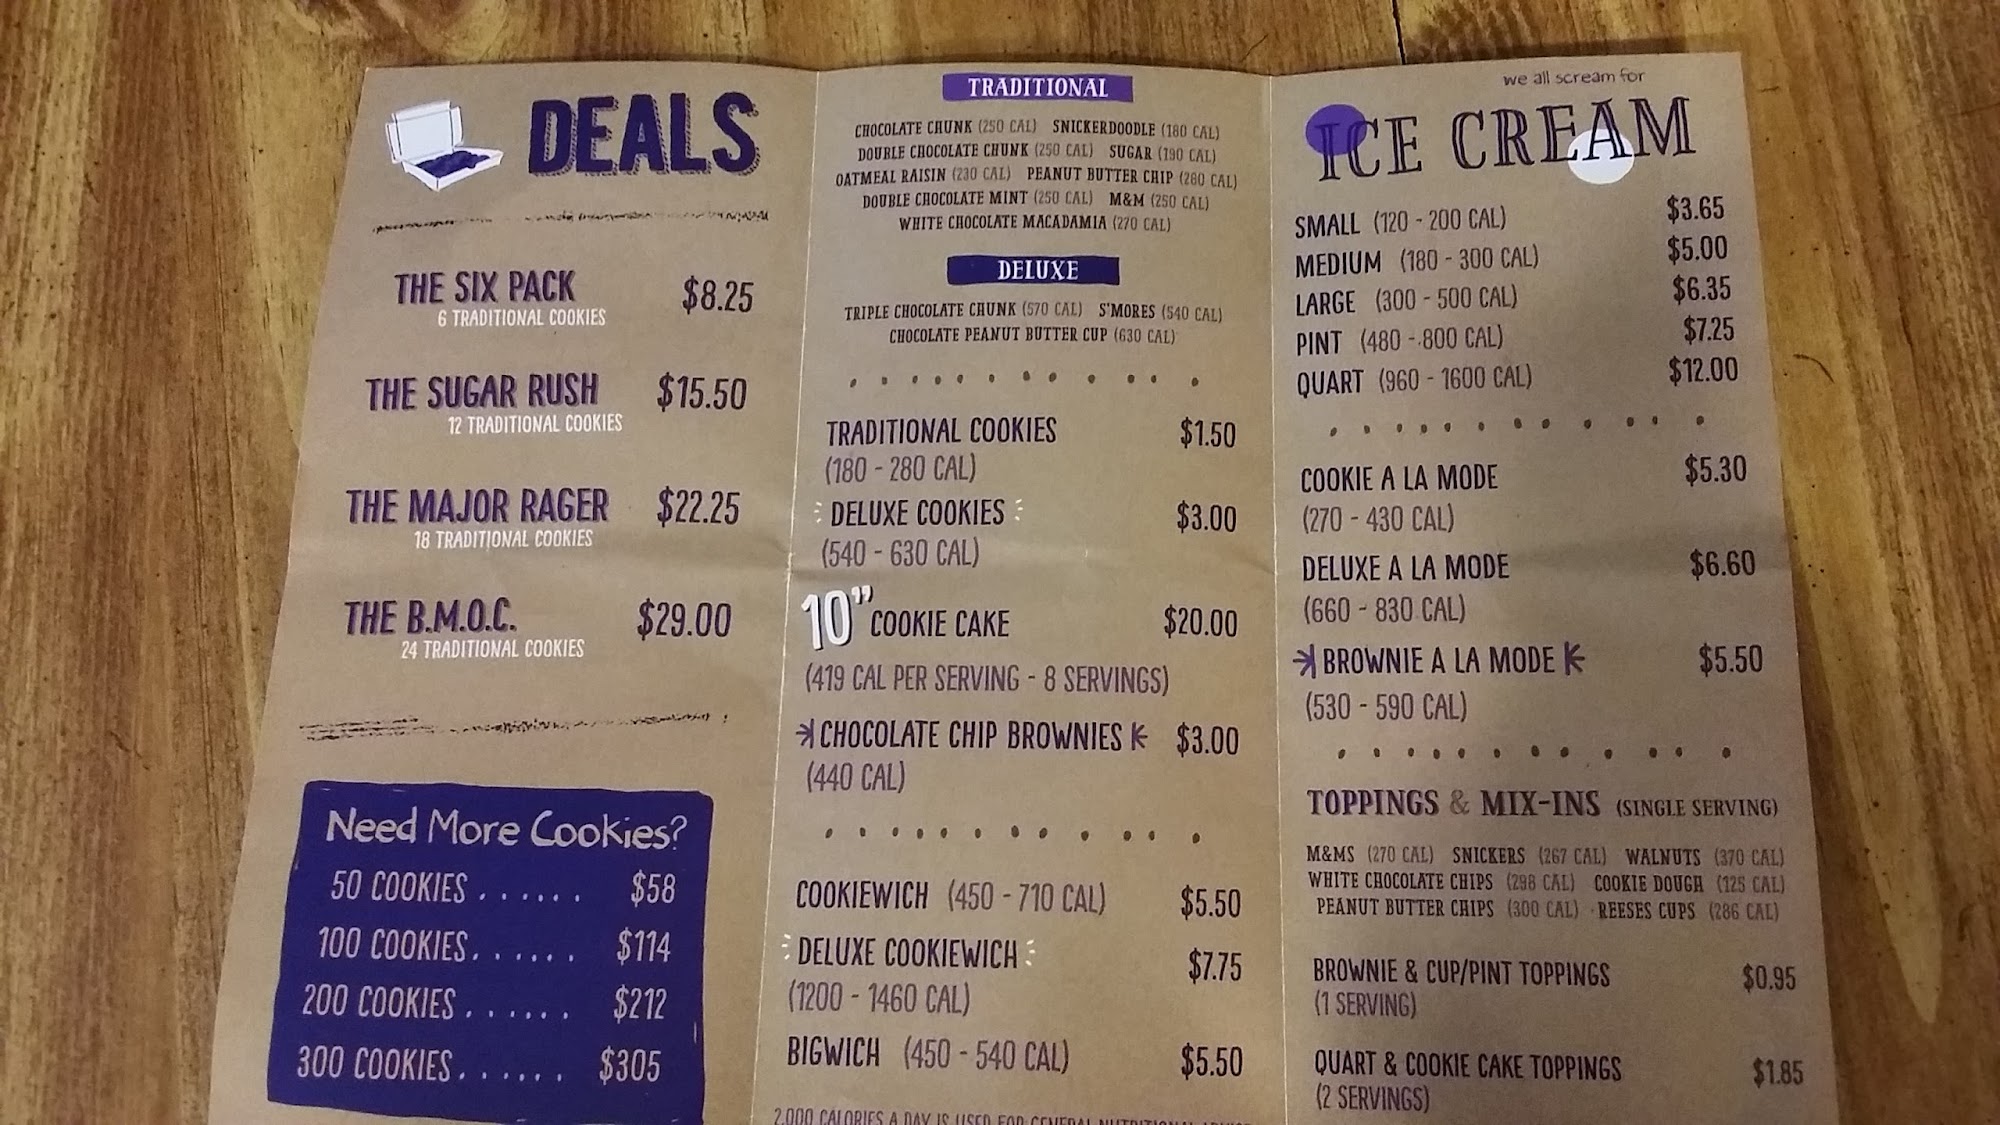 DEALS
THE SIX PACK $8.25
6 TRADITIONAL COOKIES
THE SUGAR RUSH $15.50
12 TRADITIONAL COOKIES
THE MAJOR RAGER $22.25
18 TRADITIONAL COOKIES
THE B.M.O.C. $29.00
24 TRADITIONAL COOKIES
Need More Cookies?
50 COOKIES . . . . . . $58
100 COOKIES. . . . . . $114
200 COOKIES . . . . . . $212
300 COOKIES. . . . . . $305
TRADITIONAL
CHOCOLATE CHUNK (250 CAL) SNICKERDOODLE (180 CAL)
DOUBLE CHOCOLATE CHUNK (250 CAL) SUGAR (190 CAL)
OATMEAL RAISIN (230 CAL) PEANUT BUTTER CHIP (280 CAL)
DOUBLE CHOCOLATE MINT (250 CAL) M&M (250 CAL)
WHITE CHOCOLATE MACADAMIA (270 CAL)
DELUXE
TRIPLE CHOCOLATE CHUNK (570 CAL) S'MORES (540 CAL)
CHOCOLATE PEANUT BUTTER CUP (630 CAL)
TRADITIONAL COOKIES $1.50
(180 - 280 CAL)
DELUXE COOKIES $3.00
(540 - 630 CAL)
10" COOKIE CAKE $20.00
(419 CAL PER SERVING - 8 SERVINGS)
CHOCOLATE CHIP BROWNIES $3.00
(440 CAL)
COOKIEWICH (450 - 710 CAL) $5.50
DELUXE COOKIEWICH $7.75
(1200 - 1460 CAL)
BIGWICH (450 - 540 CAL) $5.50
2,000 CALORIES A DAY IS USED FOR GENERAL NUTRITIONAL ADVICE
we all scream for
ICE CREAM
SMALL (120 - 200 CAL) $3.65
MEDIUM (180 - 300 CAL) $5.00
LARGE (300 - 500 CAL) $6.35
PINT (480 - 800 CAL) $7.25
QUART (960 - 1600 CAL) $12.00
COOKIE A LA MODE $5.30
(270 - 430 CAL)
DELUXE A LA MODE $6.60
(660 - 830 CAL)
BROWNIE A LA MODE $5.50
(530 - 590 CAL)
TOPPINGS & MIX-INS (SINGLE SERVING)
M&MS (270 CAL) SNICKERS (267 CAL) WALNUTS (370 CAL)
WHITE CHOCOLATE CHIPS (298 CAL) COOKIE DOUGH (125 CAL)
PEANUT BUTTER CHIPS (300 CAL) REESES CUPS (286 CAL)
BROWNIE & CUP/PINT TOPPINGS $0.95
(1 SERVING)
QUART & COOKIE CAKE TOPPINGS $1.85
(2 SERVINGS)